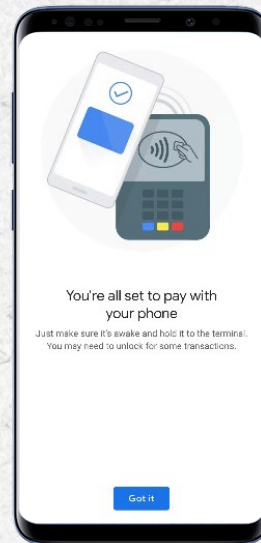 You're all set to pay with
your phone
Just make sure it's awake and hold it to the terminal.
You may need to unlock for some transactions.
Got it